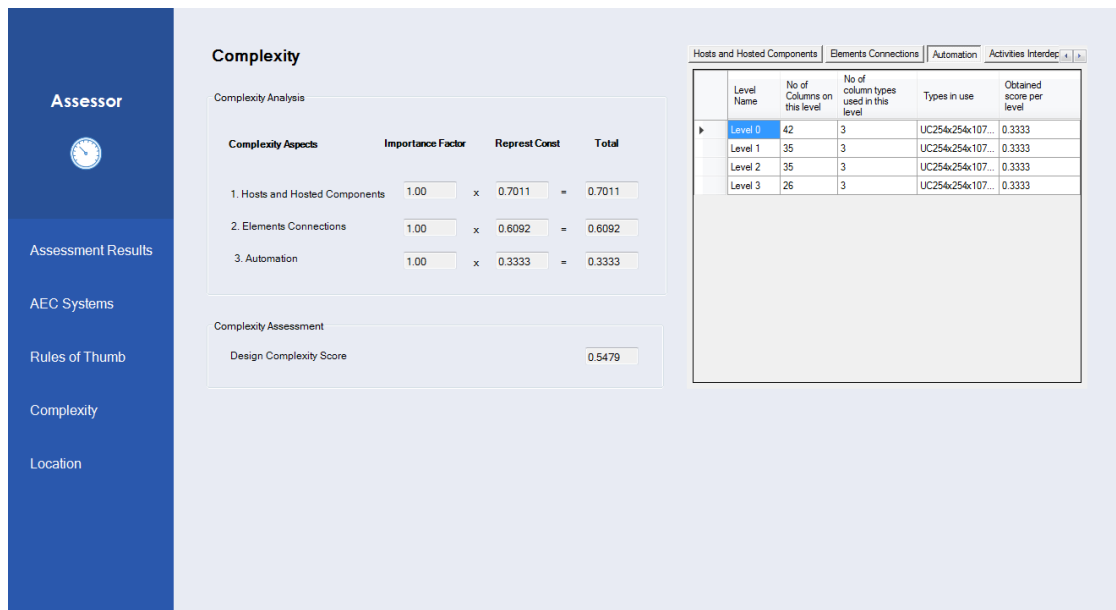 Assessor
Assessment Results
AEC Systems
Rules of Thumb
Complexity
Location
Complexity
Complexity Analysis
Complexity Aspects Importance Factor Represt Const Total
1. Hosts and Hosted Components 1.00 x 0.7011 = 0.7011
2. Elements Connections 1.00 x 0.6092 = 0.6092
3. Automation 1.00 x 0.3333 = 0.3333
Complexity Assessment
Design Complexity Score 0.5479
Hosts and Hosted Components Elements Connections Automation Activities Interdep
Level Name No of Columns on this level No of column types used in this level Types in use Obtained score per level
Level 0 42 3 UC254x254x107... 0.3333
Level 1 35 3 UC254x254x107... 0.3333
Level 2 35 3 UC254x254x107... 0.3333
Level 3 26 3 UC254x254x107... 0.3333